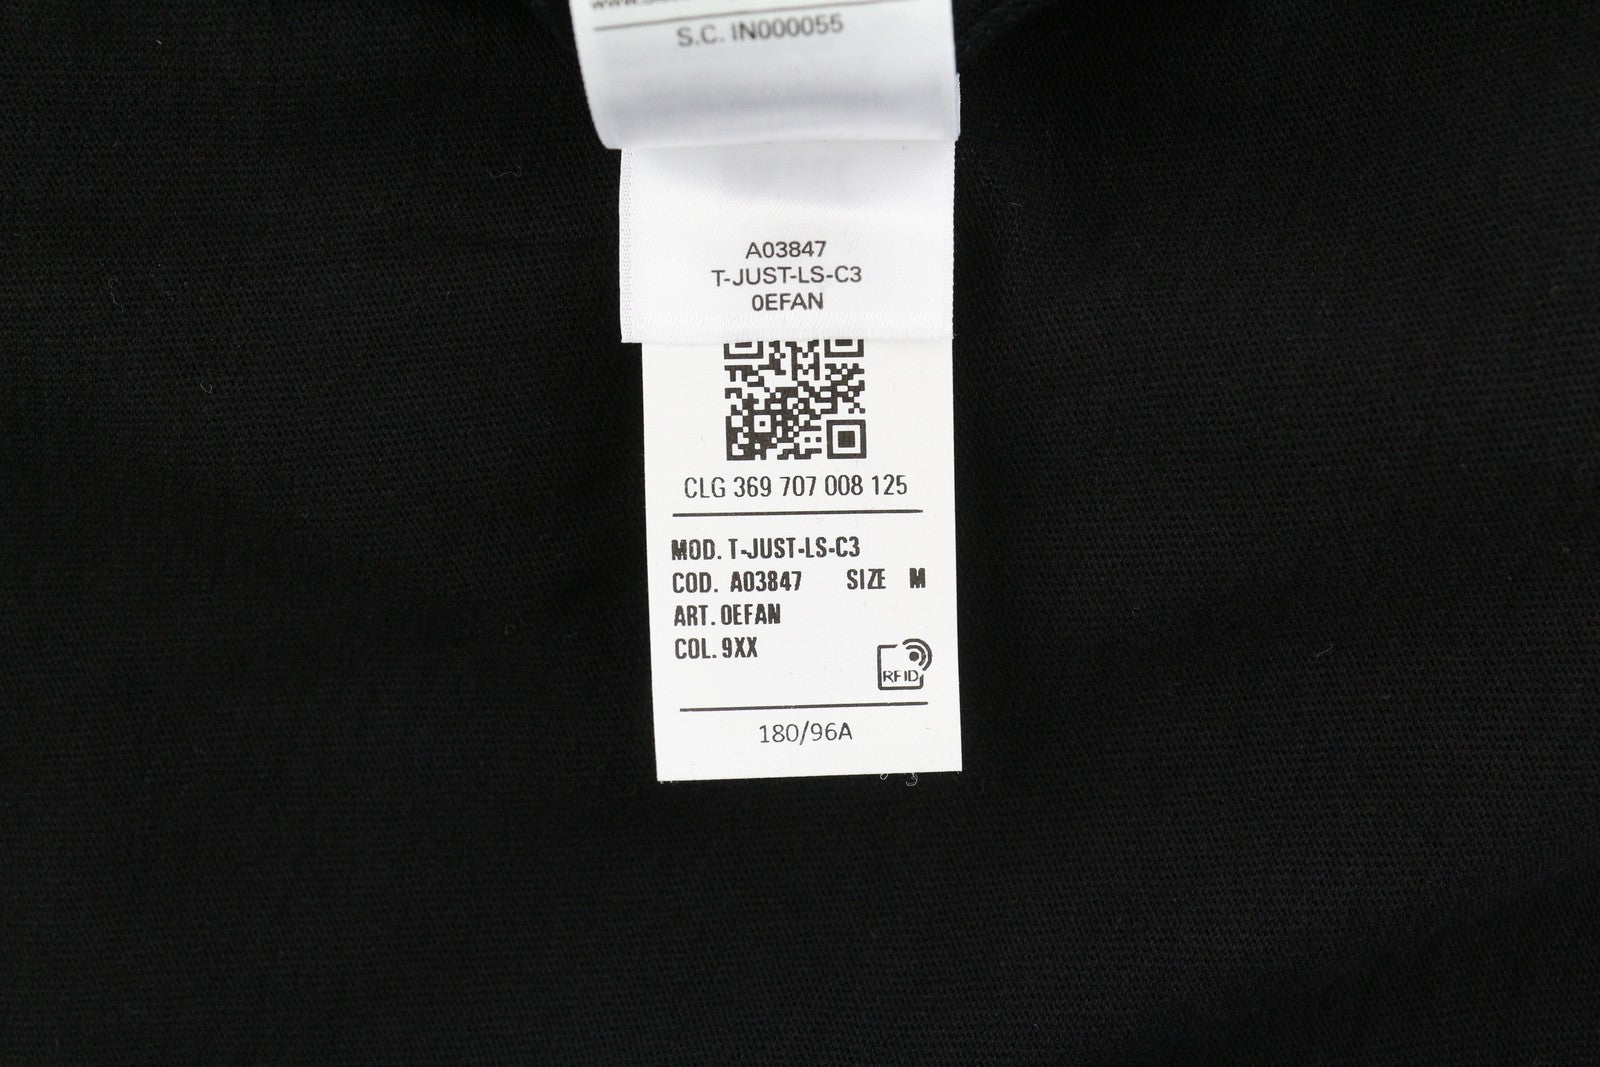 S.C. IN000055
A03847
T-JUST-LS-C3
0EFAN
CLG 369 707 008 125
MOD. T-JUST-LS-C3
COD. A03847 SIZE M
ART. 0EFAN
COL. 9XX
RFID
180/96A